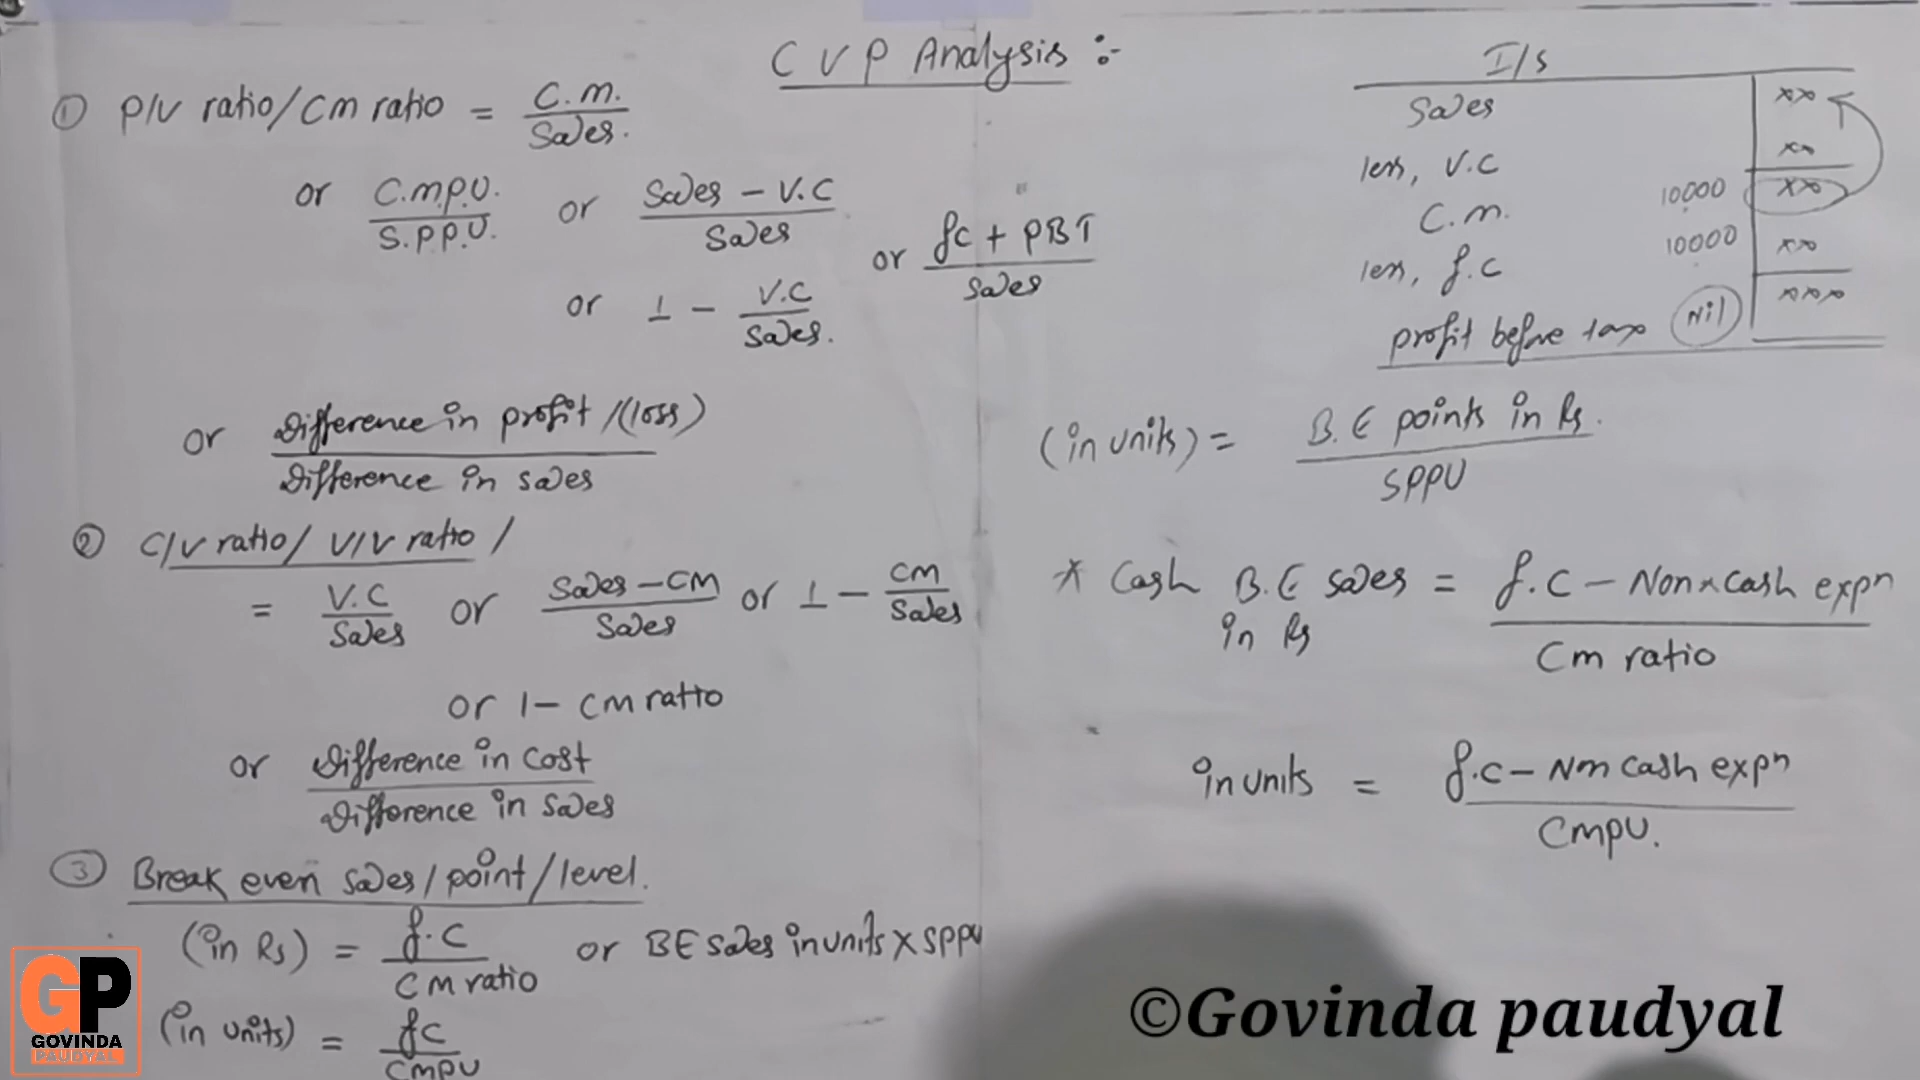 CVP Analysis :-
① P/V ratio/CM ratio = C.M. / Sales.
or C.M.P.U. / S.P.P.U. or Sales - V.C / Sales
or 1 - V.C / Sales.
or FC + PBT / Sales
or Difference in profit/(loss) / Difference in sales
② C/V ratio/ V/V ratio /
= V.C / Sales or Sales - CM / Sales or 1 - CM / Sales
or 1 - CM ratio
or Difference in cost / Difference in sales
③ Break even sales/point/level.
(in Rs) = f.C / CM ratio or BE sales in units x SPPU
(in units) = fC / CMPU
I/S
Sales xx
less, V.C xx
C.M. 10000 xx
less, f.C 10000 xx
profit before tax Nil xxx
(in units) = B.E points in Rs. / SPPU
* Cash B.E sales in Rs = f.C - Non x cash expn / CM ratio
in units = f.C - Non cash expn / CMPU.
GP
GOVINDA
PAUDYAL
©Govinda paudyal